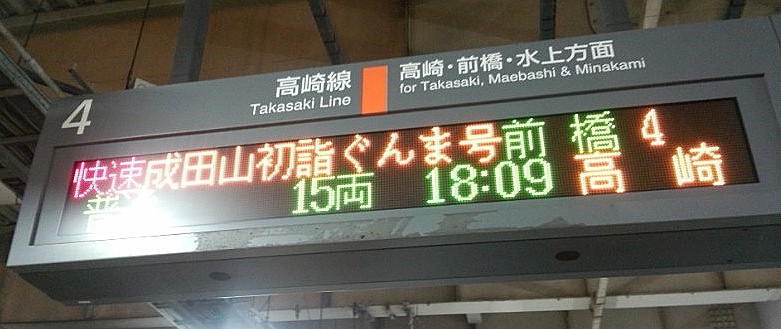 4
高崎線
Takasaki Line
高崎・前橋・水上方面
for Takasaki, Maebashi & Minakami
快速成田山初詣ぐんま号前 橋 4
普 15両 18:09 高 崎